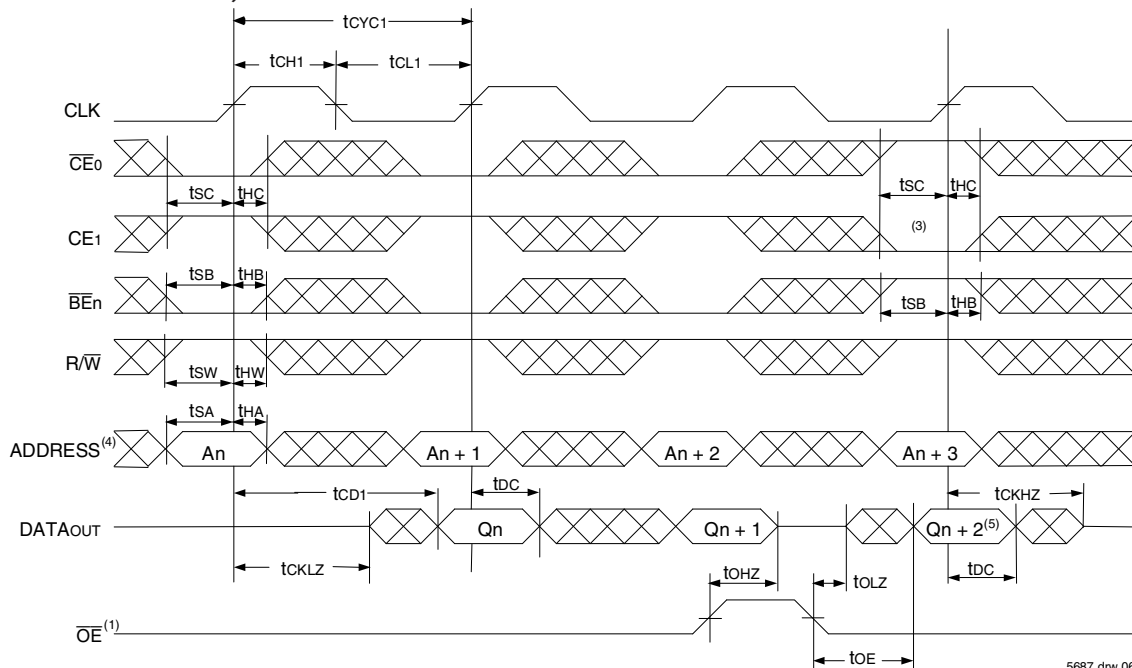 tCYC1
tCH1 tCL1
CLK
CE0
tSC tHC tSC tHC
CE1 (3)
tSB tHB
BEn
tSB tHB
R/W
tSW tHW
tSA tHA
ADDRESS(4) An An + 1 An + 2 An + 3
tCD1 tDC tCKHZ
DATAOUT Qn Qn + 1 Qn + 2(5)
tCKLZ tOHZ tOLZ tDC
OE(1)
tOE
5687 drw 06